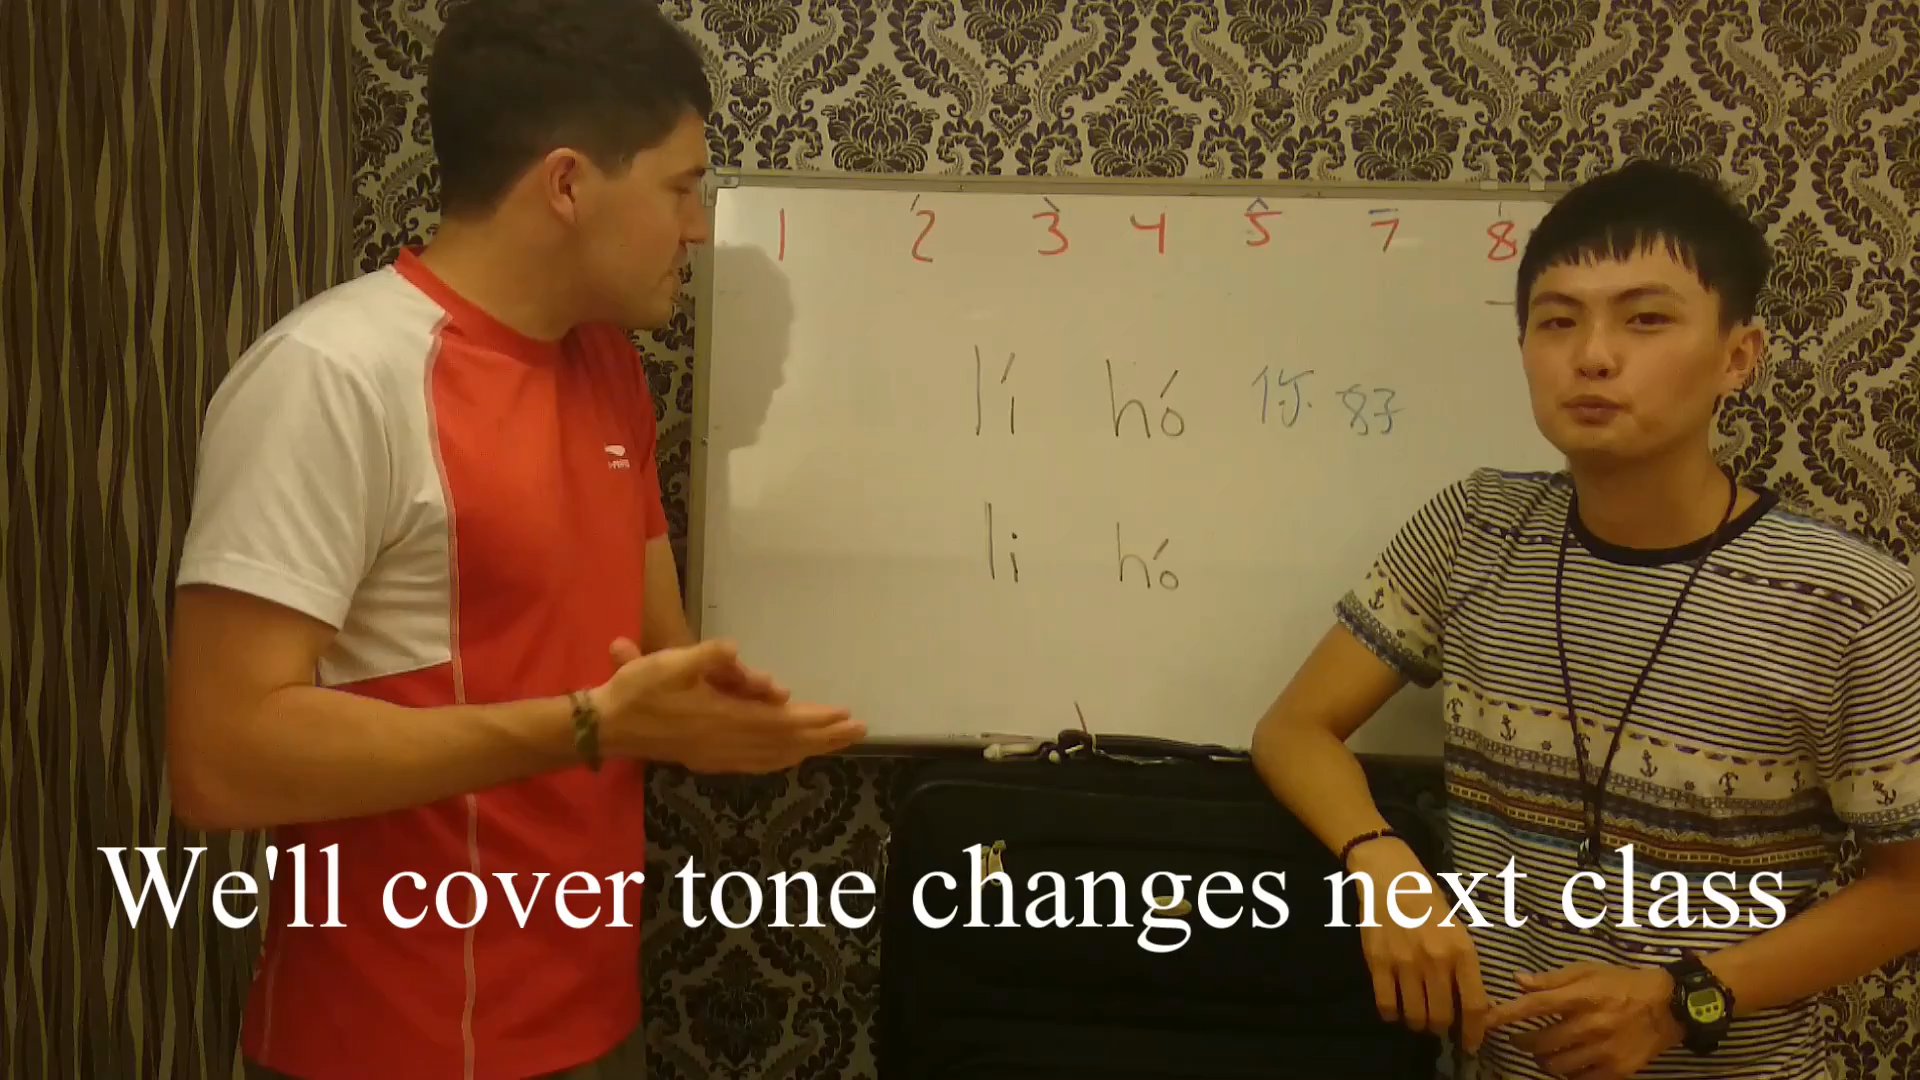 1 2́ 3̀ 4 5̂ 7̄ 8̍
lí hó 你好
li hó
We'll cover tone changes next class